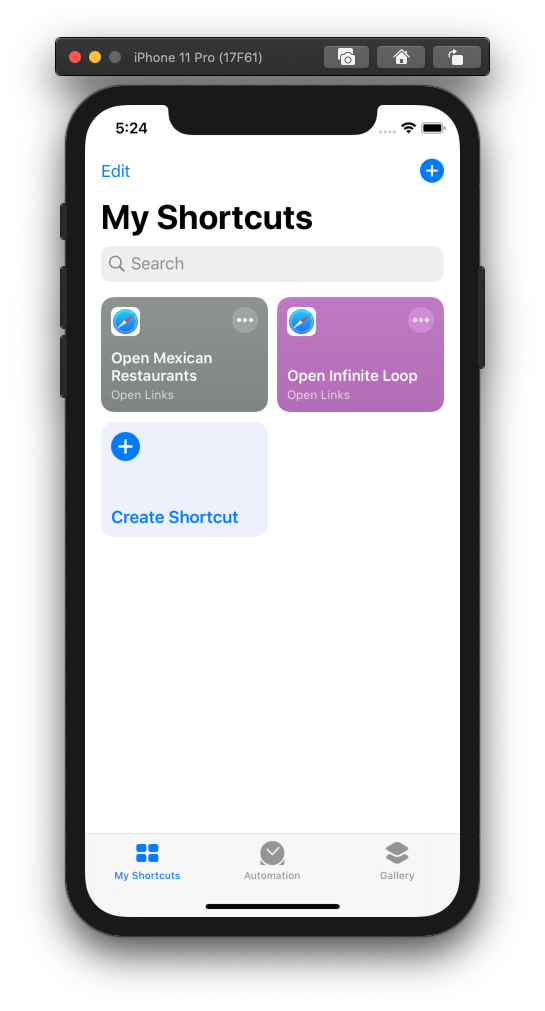 iPhone 11 Pro (17F61)
5:24
Edit
My Shortcuts
Search
Open Mexican
Restaurants
Open Links
Open Infinite Loop
Open Links
Create Shortcut
My Shortcuts
Automation
Gallery